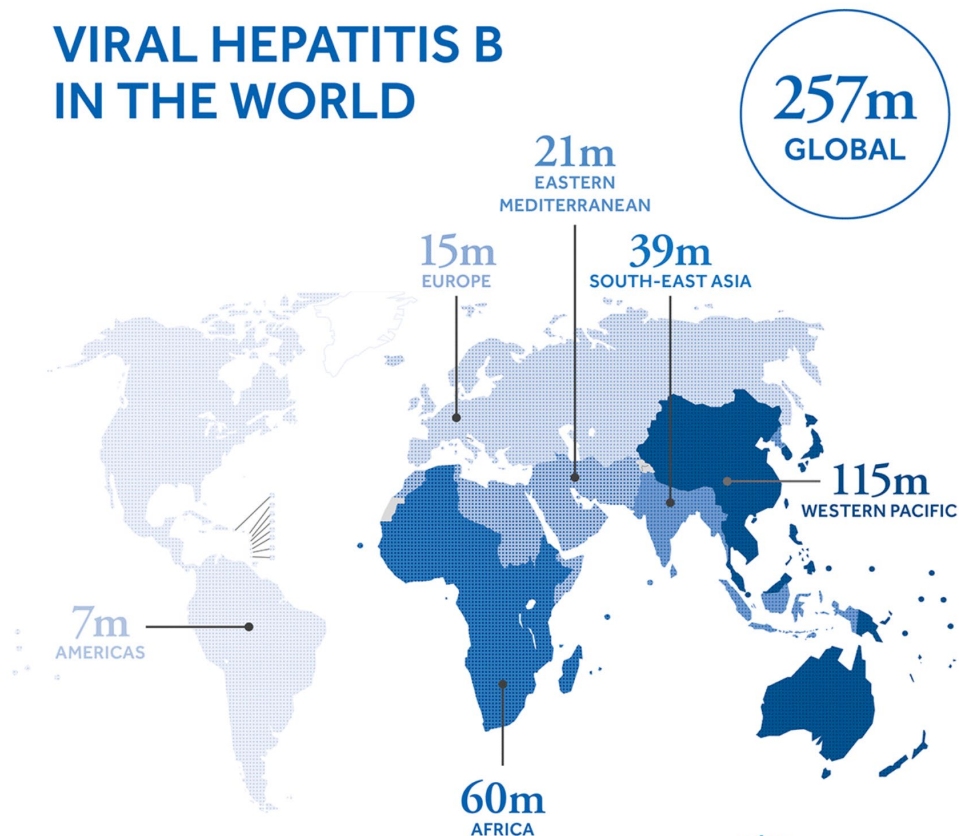 VIRAL HEPATITIS B
IN THE WORLD
257m
GLOBAL
21m
EASTERN
MEDITERRANEAN
15m
EUROPE
39m
SOUTH-EAST ASIA
115m
WESTERN PACIFIC
7m
AMERICAS
60m
AFRICA